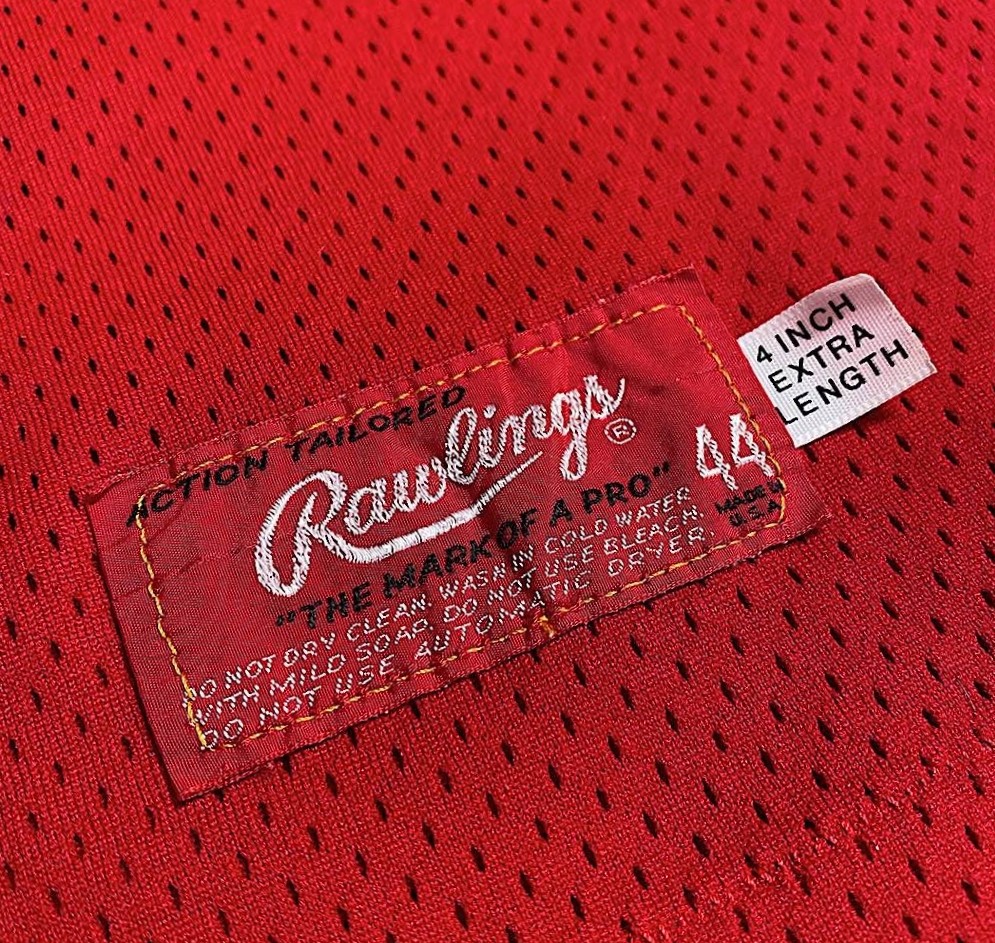 ACTION TAILORED
Rawlings®
44
"THE MARK OF A PRO"
MADE IN
U.S.A.
DO NOT DRY CLEAN. WASH IN COLD WATER
WITH MILD SOAP. DO NOT USE BLEACH.
DO NOT USE AUTOMATIC DRYER.
4 INCH
EXTRA
LENGTH